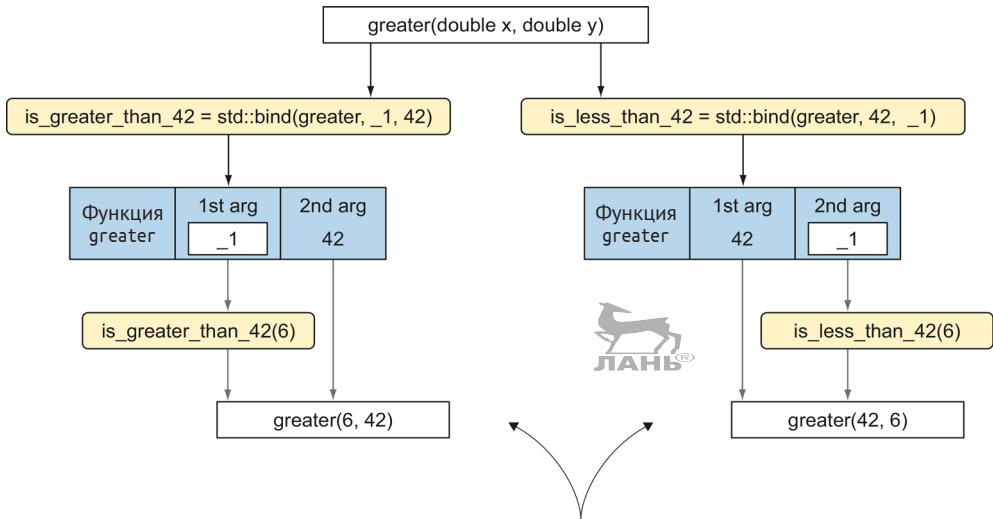 greater(double x, double y)
is_greater_than_42 = std::bind(greater, _1, 42)
is_less_than_42 = std::bind(greater, 42, _1)
Функция
greater
1st arg
_1
2nd arg
42
Функция
greater
1st arg
42
2nd arg
_1
is_greater_than_42(6)
is_less_than_42(6)
ЛАНЬ®
greater(6, 42)
greater(42, 6)